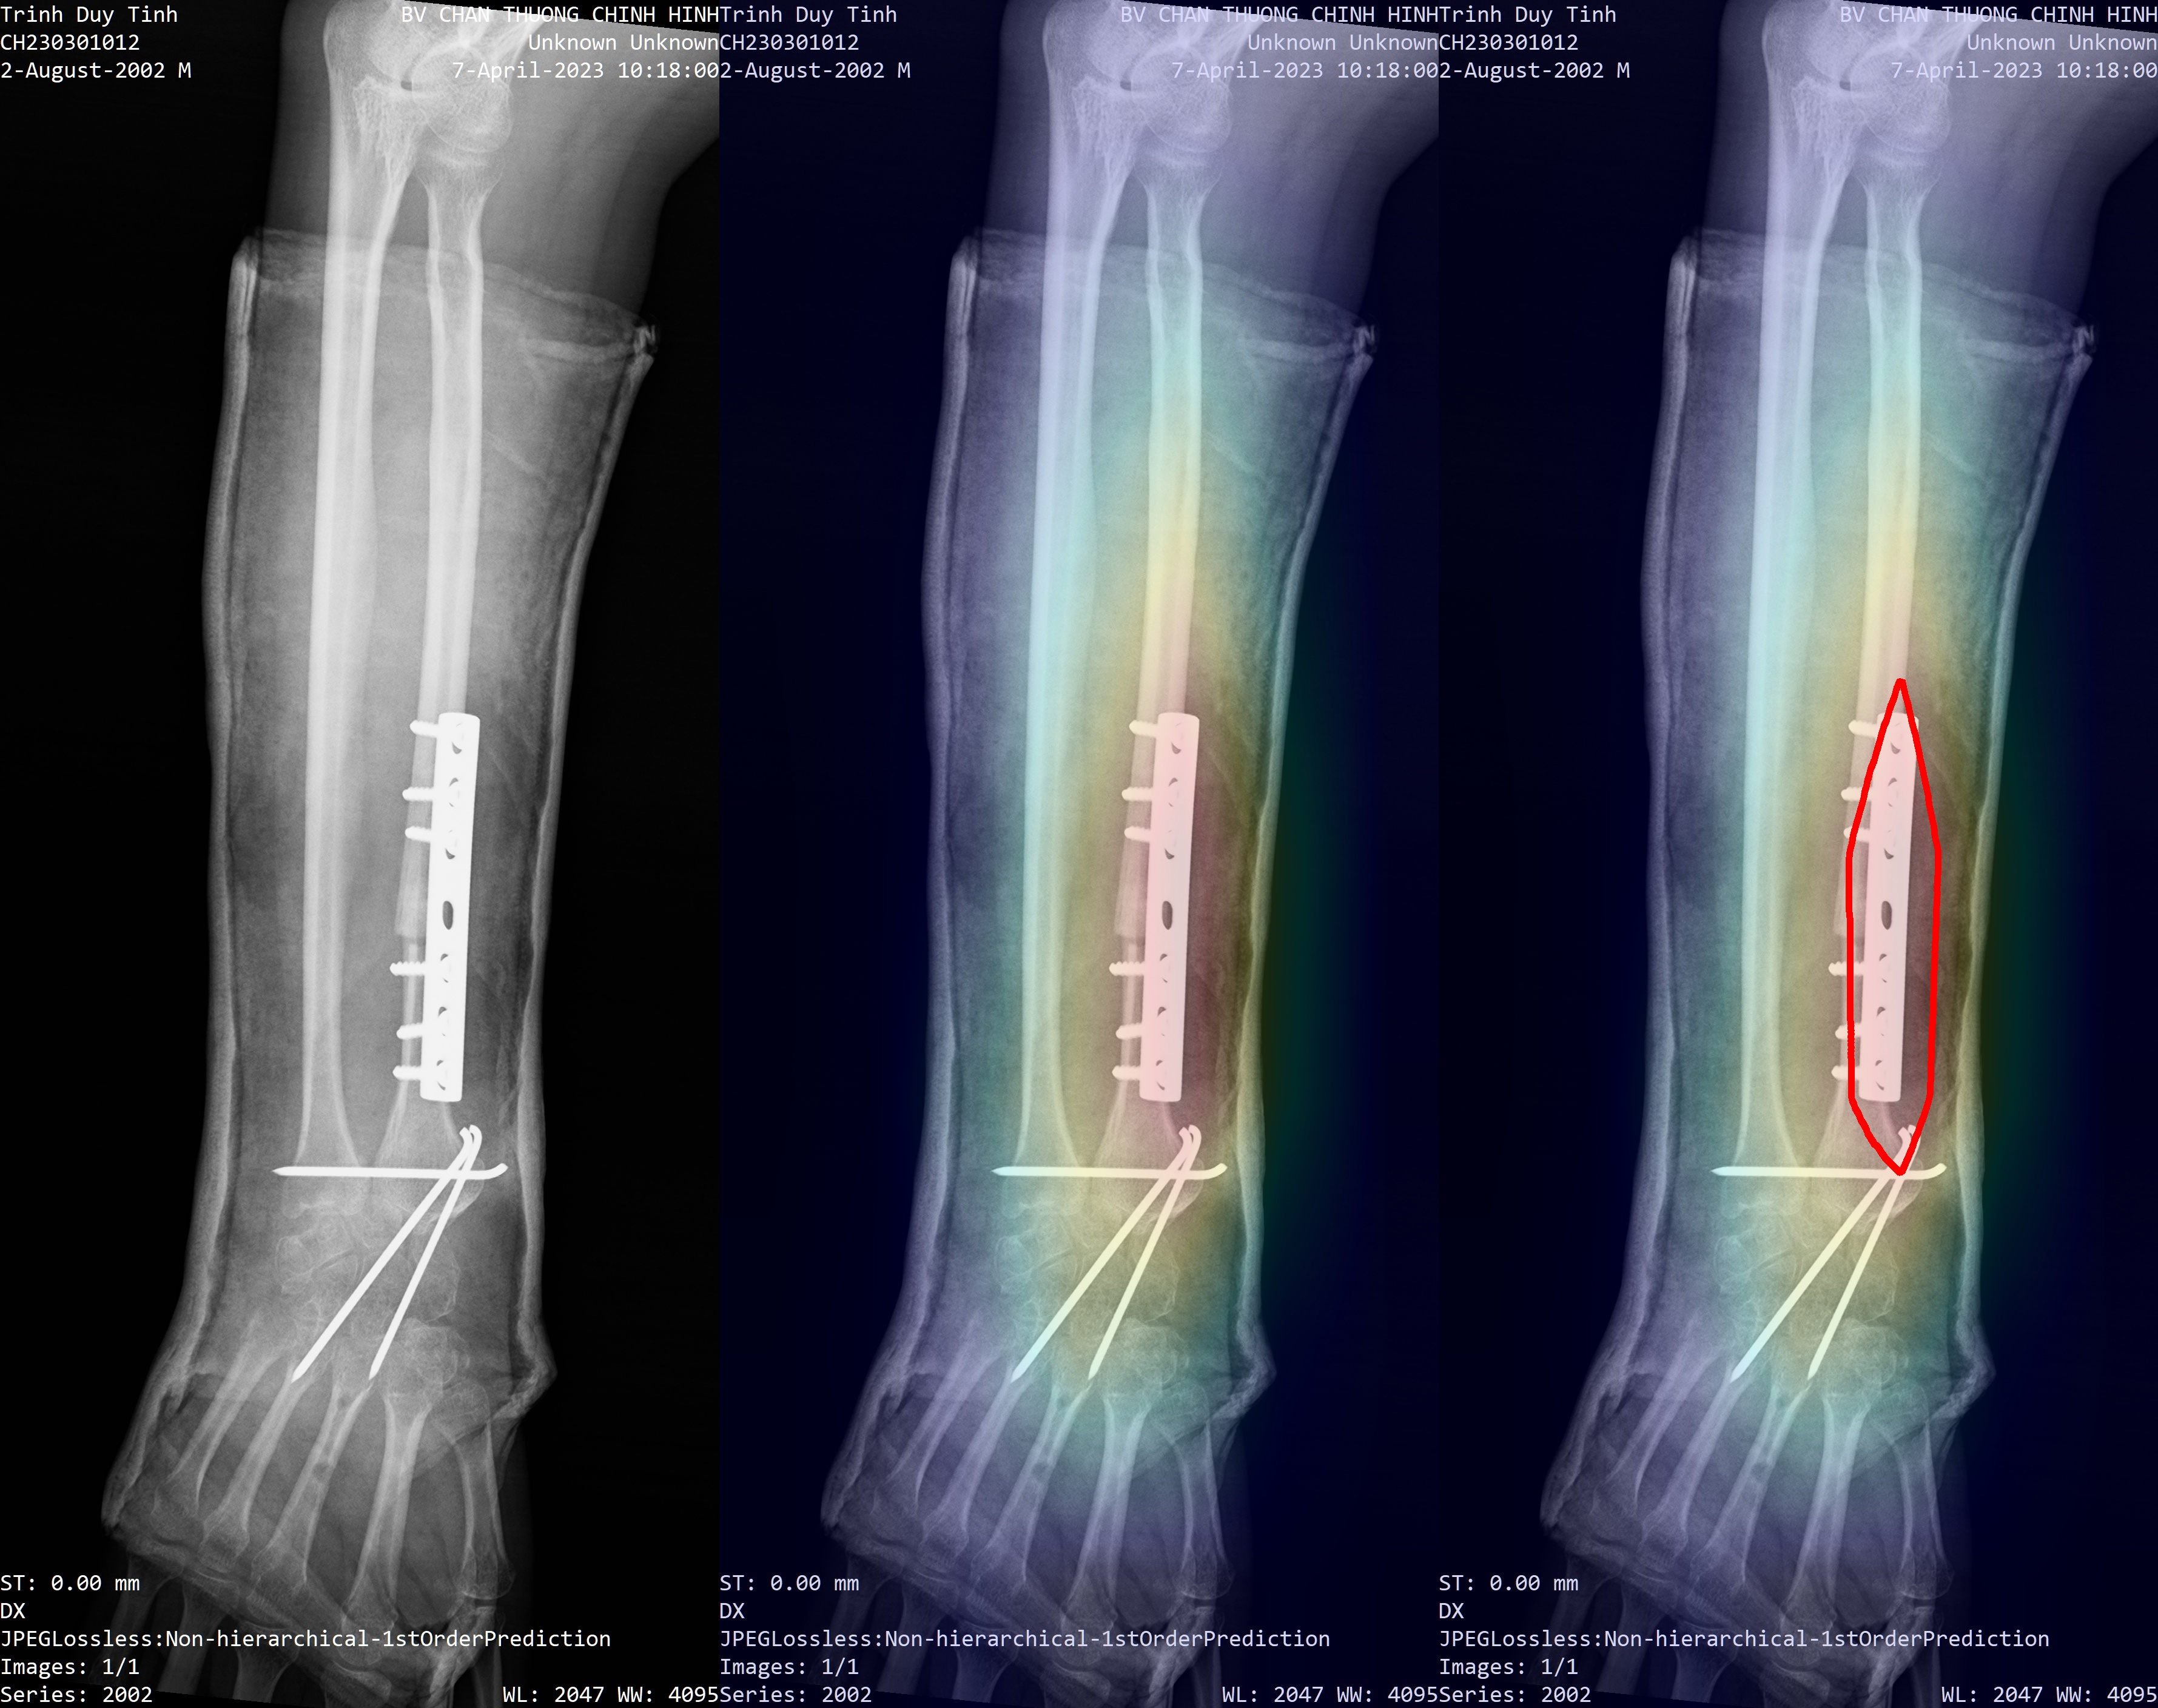 Trinh Duy Tinh
CH230301012
2-August-2002 M
BV CHAN THUONG CHINH HINH
Unknown Unknown
7-April-2023 10:18:00
ST: 0.00 mm
DX
JPEGLossless:Non-hierarchical-1stOrderPrediction
Images: 1/1
Series: 2002
WL: 2047 WW: 4095
Trinh Duy Tinh
CH230301012
2-August-2002 M
BV CHAN THUONG CHINH HINH
Unknown Unknown
7-April-2023 10:18:00
ST: 0.00 mm
DX
JPEGLossless:Non-hierarchical-1stOrderPrediction
Images: 1/1
Series: 2002
WL: 2047 WW: 4095
Trinh Duy Tinh
CH230301012
2-August-2002 M
BV CHAN THUONG CHINH HINH
Unknown Unknown
7-April-2023 10:18:00
ST: 0.00 mm
DX
JPEGLossless:Non-hierarchical-1stOrderPrediction
Images: 1/1
Series: 2002
WL: 2047 WW: 4095